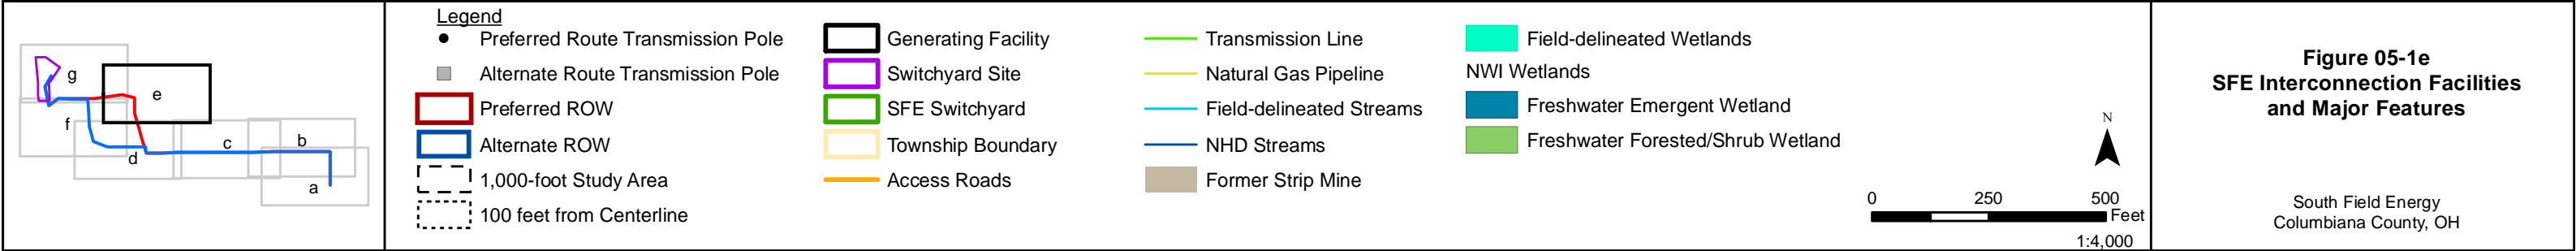 g
e
f
d
c
b
a
Legend
Preferred Route Transmission Pole
Alternate Route Transmission Pole
Preferred ROW
Alternate ROW
1,000-foot Study Area
100 feet from Centerline
Generating Facility
Switchyard Site
SFE Switchyard
Township Boundary
Access Roads
Transmission Line
Natural Gas Pipeline
Field-delineated Streams
NHD Streams
Former Strip Mine
Field-delineated Wetlands
NWI Wetlands
Freshwater Emergent Wetland
Freshwater Forested/Shrub Wetland
N
0 250 500
Feet
1:4,000
Figure 05-1e
SFE Interconnection Facilities
and Major Features
South Field Energy
Columbiana County, OH